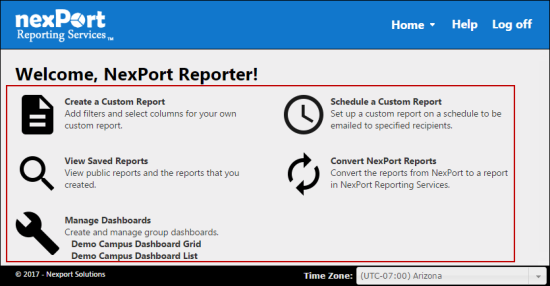 nexPort
Reporting Services™
Home
Help
Log off
Welcome, NexPort Reporter!
Create a Custom Report
Add filters and select columns for your own
custom report.
Schedule a Custom Report
Set up a custom report on a schedule to be
emailed to specified recipients.
View Saved Reports
View public reports and the reports that you
created.
Convert NexPort Reports
Convert the reports from NexPort to a report
in NexPort Reporting Services.
Manage Dashboards
Create and manage group dashboards.
Demo Campus Dashboard Grid
Demo Campus Dashboard List
© 2017 - Nexport Solutions
Time Zone:
(UTC-07:00) Arizona